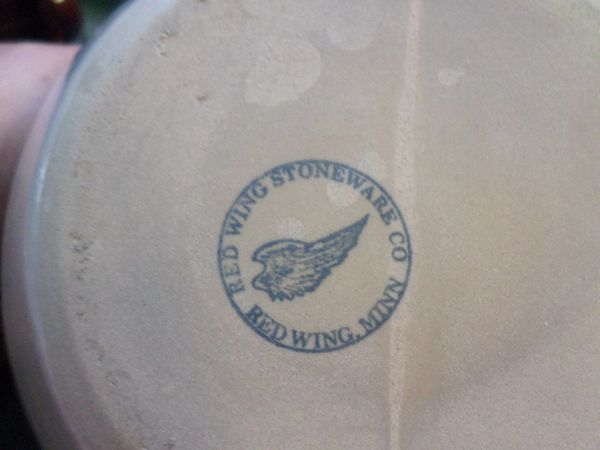 RED WING STONEWARE CO
RED WING, MINN